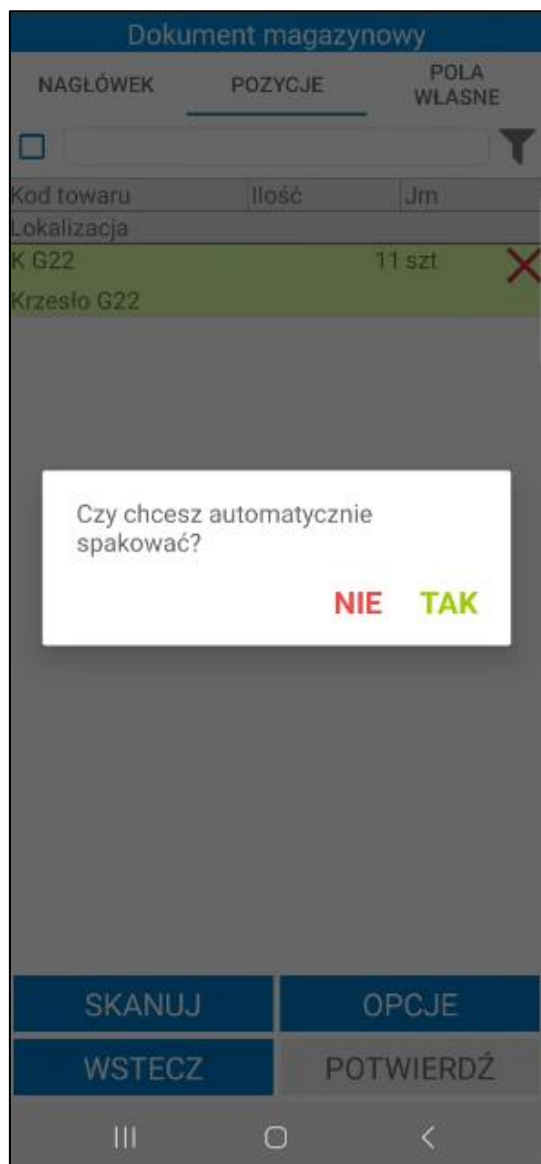 Dokument magazynowy
NAGŁÓWEK POZYCJE POLA WŁASNE
Kod towaru Ilość Jm
Lokalizacja
K G22 11 szt
Krzesło G22
Czy chcesz automatycznie
spakować?
NIE TAK
SKANUJ OPCJE
WSTECZ POTWIERDŹ